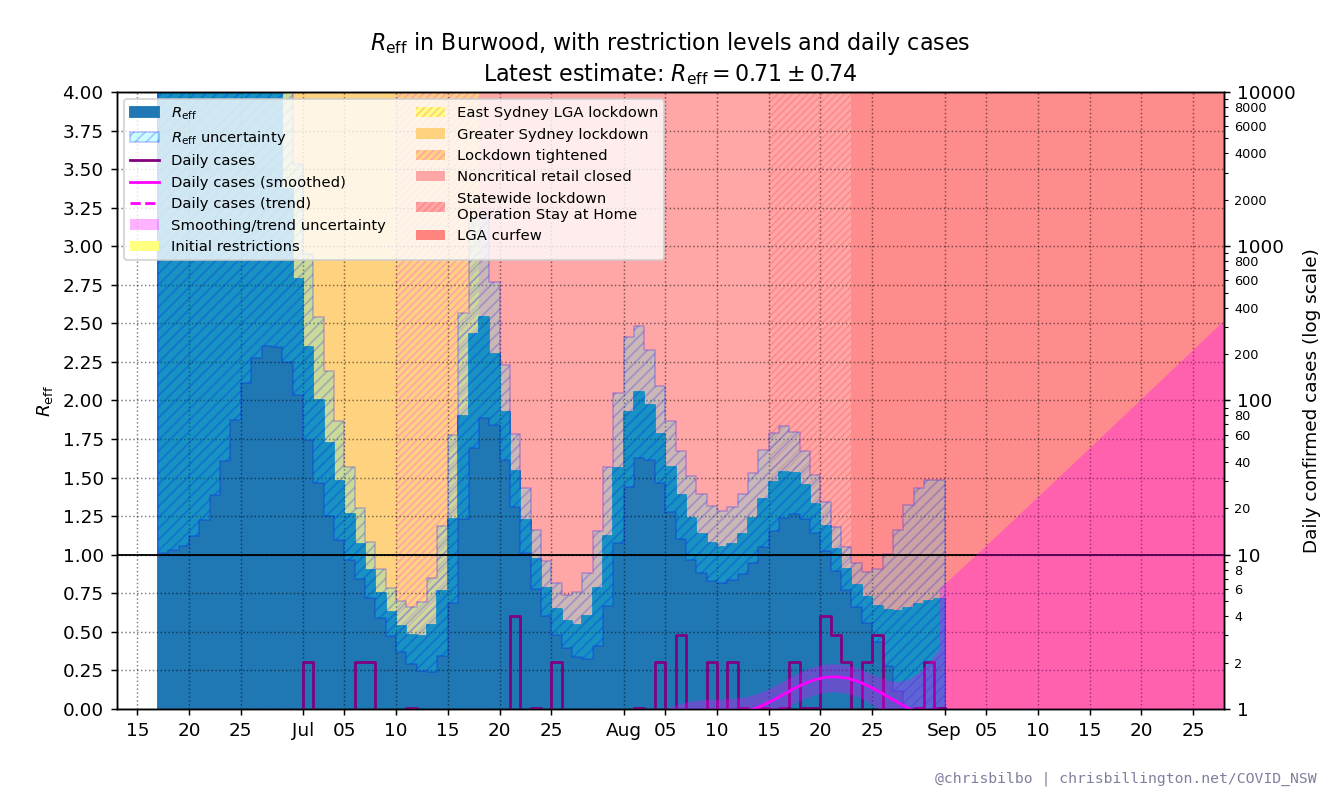 R_eff in Burwood, with restriction levels and daily cases
Latest estimate: R_eff = 0.71 ± 0.74
R_eff
R_eff uncertainty
Daily cases
Daily cases (smoothed)
Daily cases (trend)
Smoothing/trend uncertainty
Initial restrictions
East Sydney LGA lockdown
Greater Sydney lockdown
Lockdown tightened
Noncritical retail closed
Statewide lockdown
Operation Stay at Home
LGA curfew
R_eff
4.00
3.75
3.50
3.25
3.00
2.75
2.50
2.25
2.00
1.75
1.50
1.25
1.00
0.75
0.50
0.25
0.00
10000
8000
6000
4000
2000
1000
800
600
400
200
100
80
60
40
20
10
8
6
4
2
1
Daily confirmed cases (log scale)
15 20 25 Jul 05 10 15 20 25 Aug 05 10 15 20 25 Sep 05 10 15 20 25
@chrisbilbo | chrisbillington.net/COVID_NSW